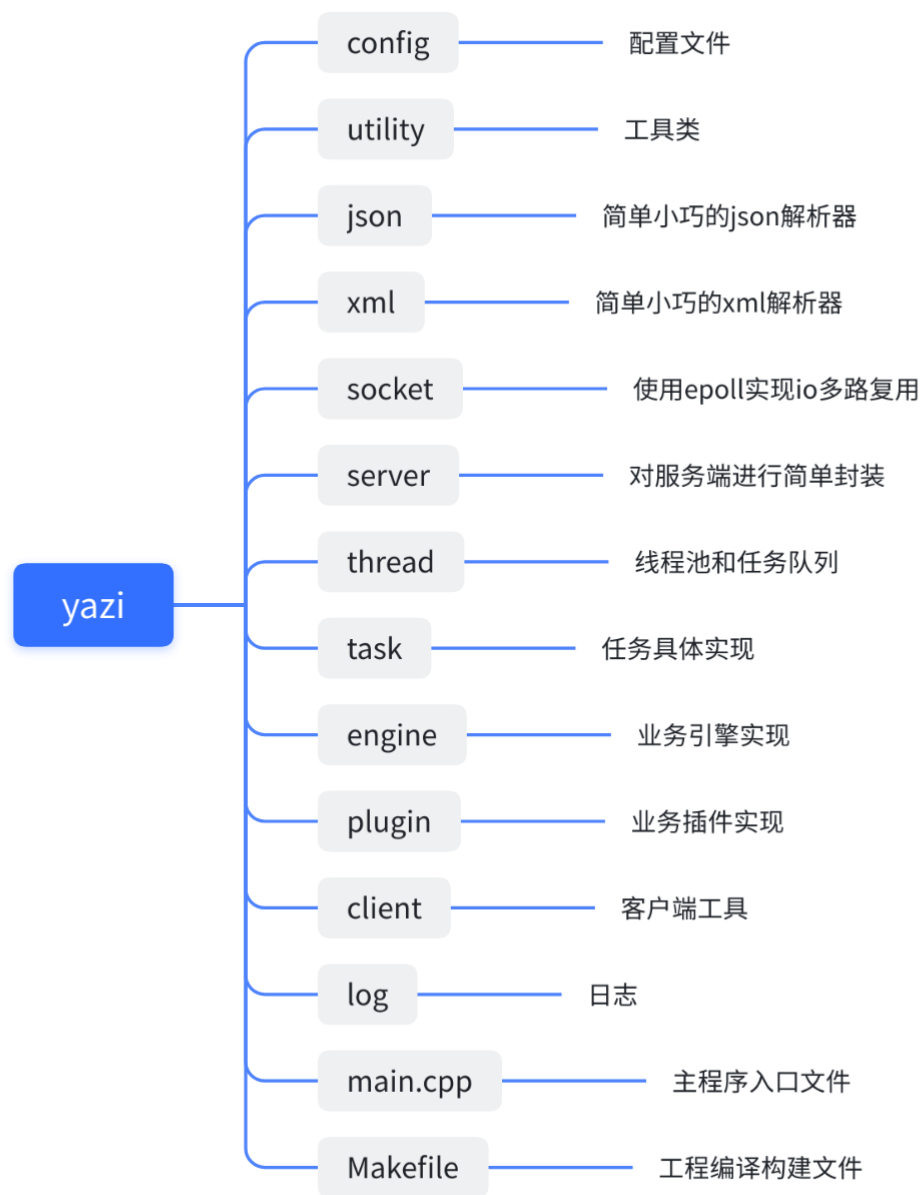 config 配置文件
utility 工具类
json 简单小巧的json解析器
xml 简单小巧的xml解析器
socket 使用epoll实现io多路复用
server 对服务端进行简单封装
thread 线程池和任务队列
yazi
task 任务具体实现
engine 业务引擎实现
plugin 业务插件实现
client 客户端工具
log 日志
main.cpp 主程序入口文件
Makefile 工程编译构建文件